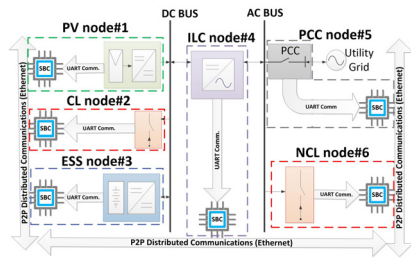 DC BUS
AC BUS
PV node#1
ILC node#4
PCC node#5
PCC
Utility
Grid
SBC
UART Comm.
UART Comm
SBC
CL node#2
SBC
UART Comm.
ESS node#3
SBC
UART Comm.
UART Comm.
NCL node#6
UART Comm.
SBC
SBC
P2P Distributed Communications (Ethernet)
P2P Distributed Communications (Ethernet)
P2P Distributed Communications (Ethernet)